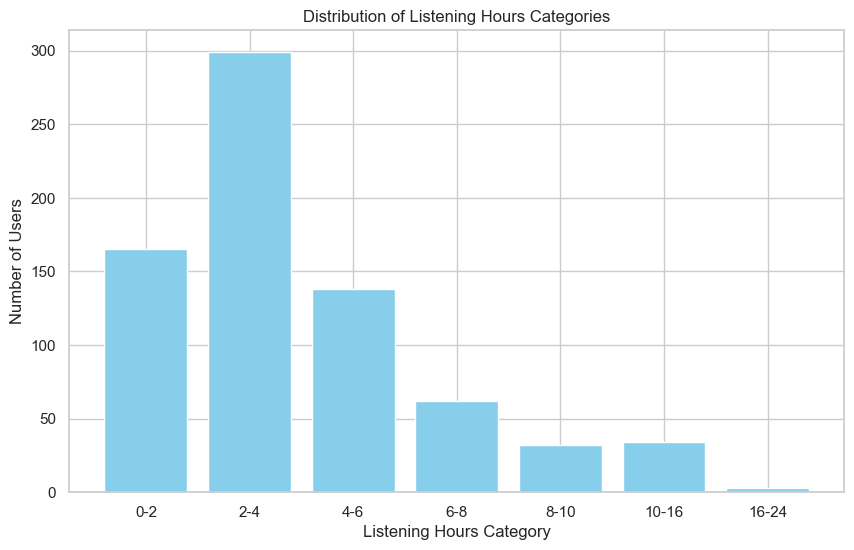 Distribution of Listening Hours Categories
Number of Users
300
250
200
150
100
50
0
0-2 2-4 4-6 6-8 8-10 10-16 16-24
Listening Hours Category